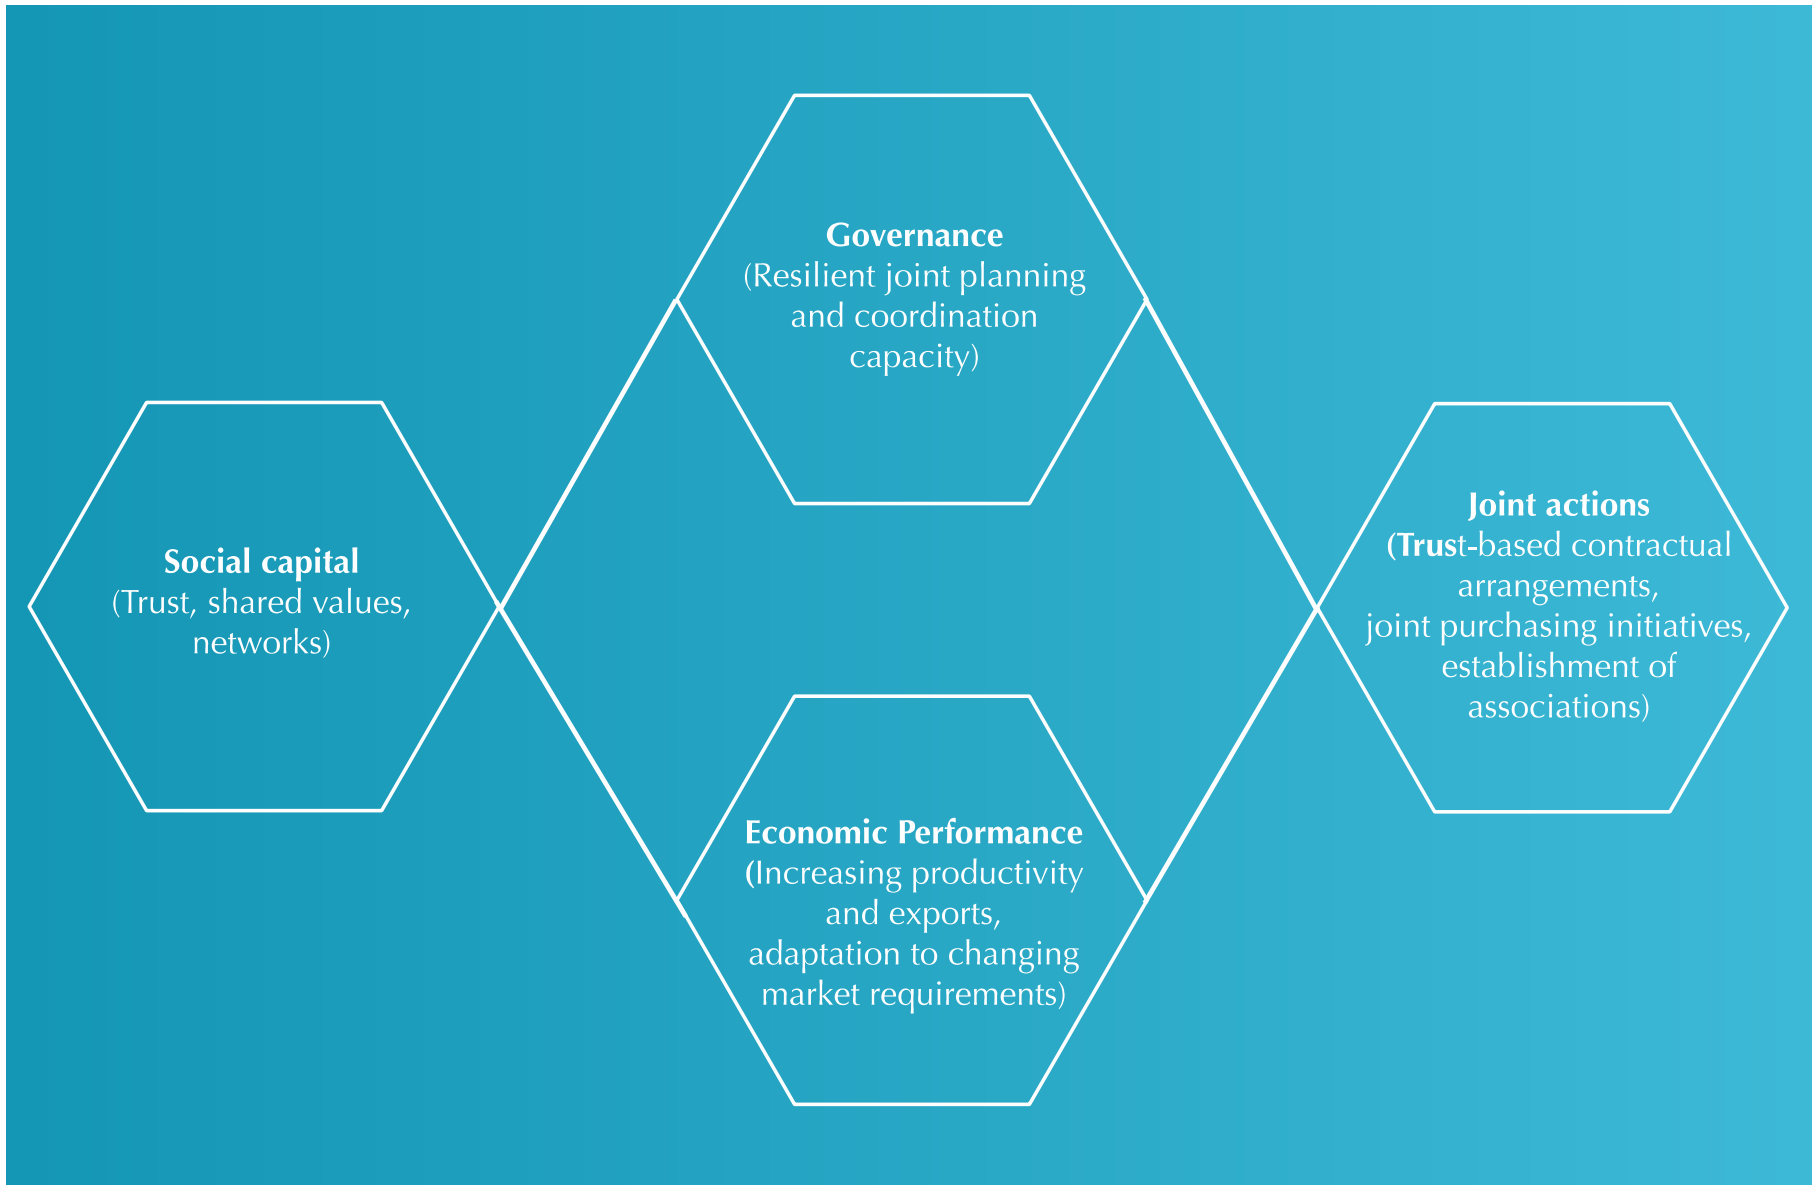 Governance
(Resilient joint planning
and coordination
capacity)
Social capital
(Trust, shared values,
networks)
Joint actions
(Trust-based contractual
arrangements,
joint purchasing initiatives,
establishment of
associations)
Economic Performance
(Increasing productivity
and exports,
adaptation to changing
market requirements)